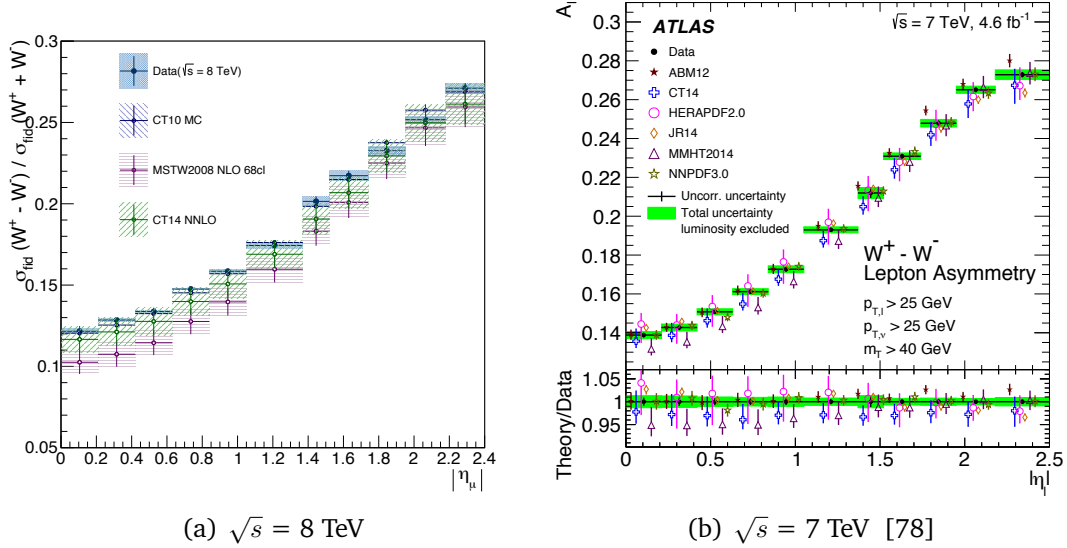 σfid (W+ - W-) / σfid(W+ + W-)
0.3
0.25
0.2
0.15
0.1
0.05
Data(√s = 8 TeV)
CT10 MC
MSTW2008 NLO 68cl
CT14 NNLO
0 0.2 0.4 0.6 0.8 1 1.2 1.4 1.6 1.8 2 2.2 2.4
|ημ|
(a) √s = 8 TeV
Al
0.3
0.28
0.26
0.24
0.22
0.2
0.18
0.16
0.14
ATLAS
√s = 7 TeV, 4.6 fb-1
Data
ABM12
CT14
HERAPDF2.0
JR14
MMHT2014
NNPDF3.0
Uncorr. uncertainty
Total uncertainty
luminosity excluded
W+ - W-
Lepton Asymmetry
pT,l > 25 GeV
pT,ν > 25 GeV
mT > 40 GeV
Theory/Data
1.05
1
0.95
0 0.5 1 1.5 2 2.5
|ηl|
(b) √s = 7 TeV [78]